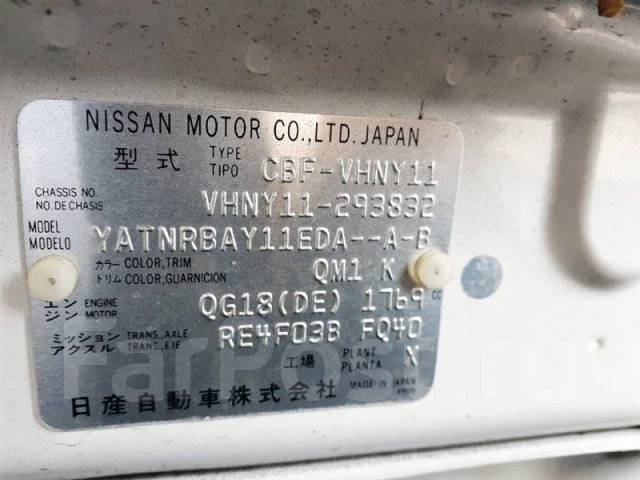 NISSAN MOTOR CO., LTD. JAPAN
型式 TYPE TIPO CBF-VHNY11
CHASSIS NO. NO. DE CHASIS VHNY11-293832
MODEL MODELO YATNRBAY11EDA--A-B
カラー トリム COLOR, TRIM COLOR, GUARNICION QM1 K
エンジン ENGINE MOTOR QG18(DE) 1769 CC
ミッション アクスル TRANS. AXLE TRANS. EJE RE4F03B FQ40
工場 PLANT PLANTA X
日産自動車株式会社 MADE IN JAPAN